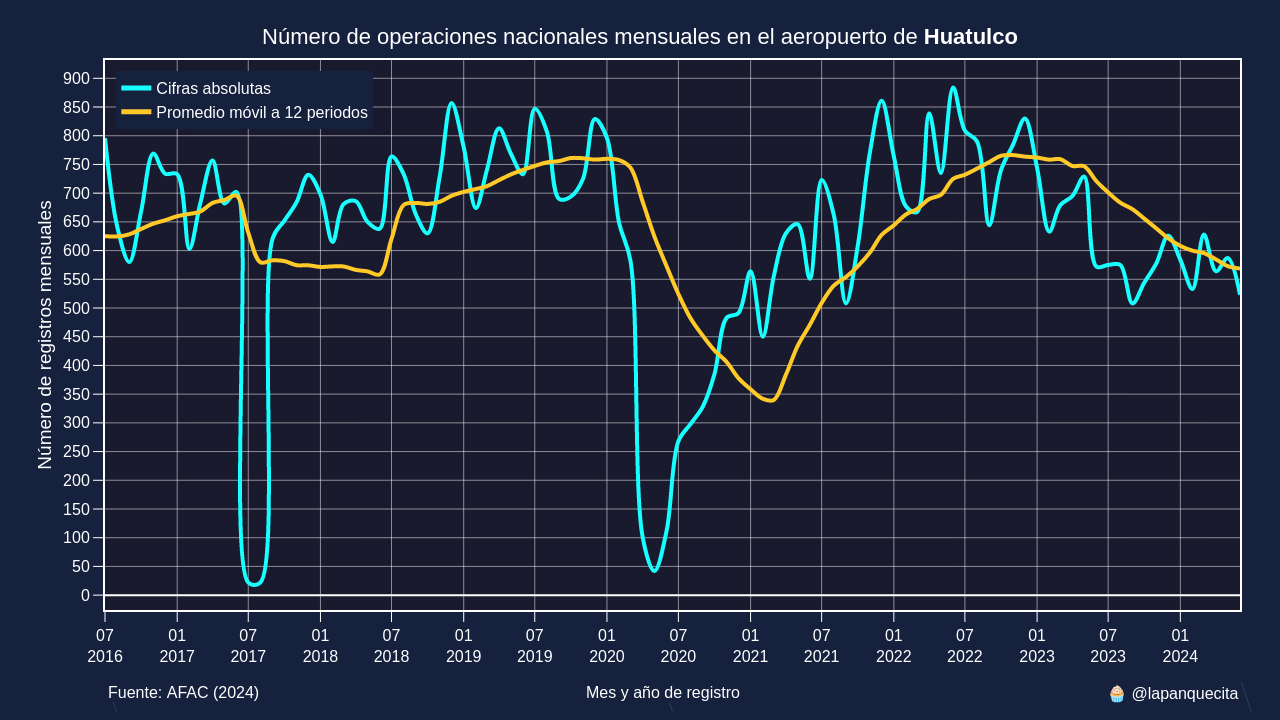 Número de operaciones nacionales mensuales en el aeropuerto de Huatulco
Cifras absolutas
Promedio móvil a 12 periodos
Número de registros mensuales
900
850
800
750
700
650
600
550
500
450
400
350
300
250
200
150
100
50
0
07 01 07 01 07 01 07 01 07 01 07 01 07 01 07 01
2016 2017 2017 2018 2018 2019 2019 2020 2020 2021 2021 2022 2022 2023 2023 2024
Fuente: AFAC (2024) Mes y año de registro 🧁 @lapanquecita